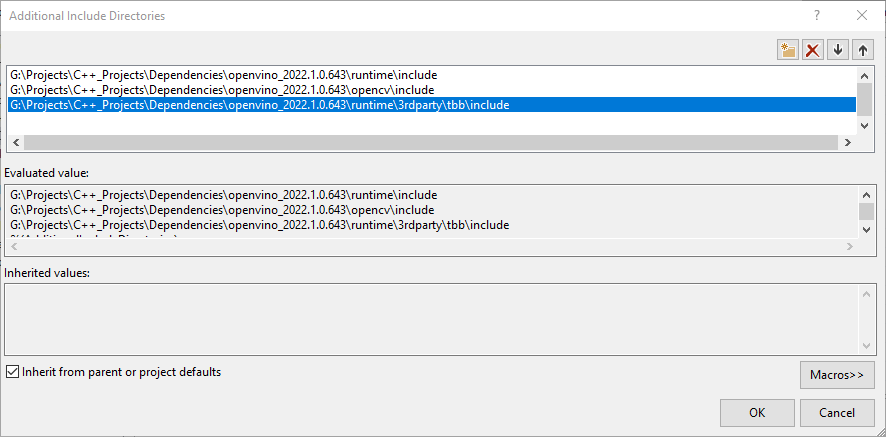 Additional Include Directories
G:\Projects\C++_Projects\Dependencies\openvino_2022.1.0.643\runtime\include
G:\Projects\C++_Projects\Dependencies\openvino_2022.1.0.643\opencv\include
G:\Projects\C++_Projects\Dependencies\openvino_2022.1.0.643\runtime\3rdparty\tbb\include
Evaluated value:
G:\Projects\C++_Projects\Dependencies\openvino_2022.1.0.643\runtime\include
G:\Projects\C++_Projects\Dependencies\openvino_2022.1.0.643\opencv\include
G:\Projects\C++_Projects\Dependencies\openvino_2022.1.0.643\runtime\3rdparty\tbb\include
Inherited values:
Inherit from parent or project defaults
Macros>>
OK
Cancel